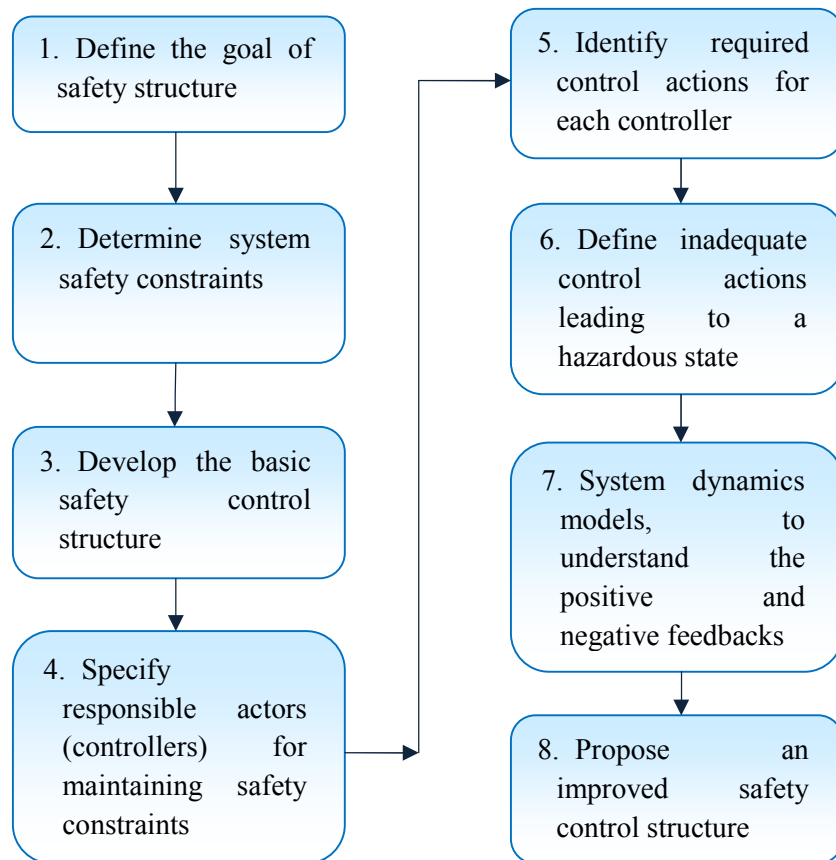 1. Define the goal of
safety structure
2. Determine system
safety constraints
3. Develop the basic
safety control
structure
4. Specify
responsible actors
(controllers) for
maintaining safety
constraints
5. Identify required
control actions for
each controller
6. Define inadequate
control actions
leading to a
hazardous state
7. System dynamics
models, to
understand the
positive and
negative feedbacks
8. Propose an
improved safety
control structure